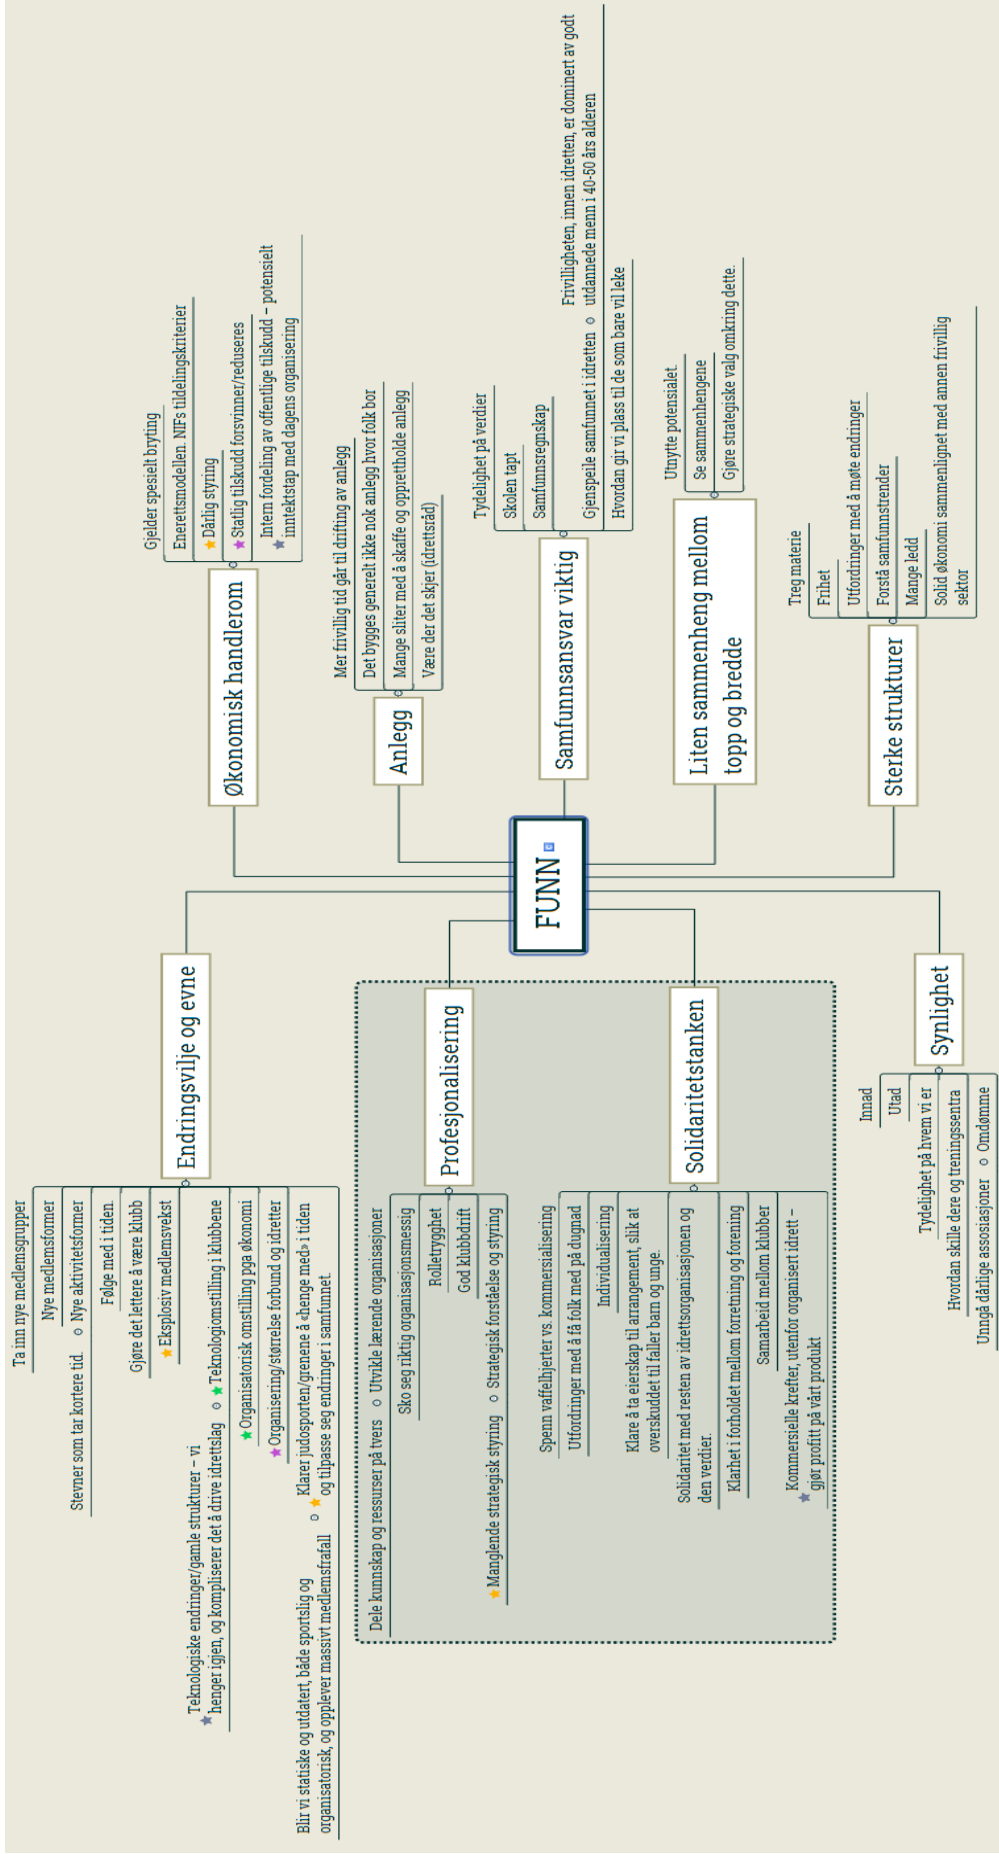 FUNN
Endringsvilje og evne
Ta inn nye medlemsgrupper
Nye medlemsformer
Stevner som tar kortere tid.
Nye aktivitetsformer
Følge med i tiden.
Gjøre det lettere å være klubb
Eksplosiv medlemsvekst
Teknologiske endringer/gamle strukturer – vi
henger igjen, og kompliserer det å drive idrettslag
Teknologiomstilling i klubbene
Organisatorisk omstilling pga økonomi
Organisering/størrelse forbund og idretter
Blir vi statiske og utdatert, både sportslig og
organisatorisk, og opplever massivt medlemsfrafall
Klarer judosporten/grenene å «henge med» i tiden
og tilpasse seg endringer i samfunnet.
Profesjonalisering
Dele kunnskap og ressurser på tvers
Utvikle lærende organisasjoner
Sko seg riktig organisasjonsmessig
Rolletrygghet
God klubbdrift
Manglende strategisk styring
Strategisk forståelse og styring
Solidaritetstanken
Spenn vaffelhjerter vs. kommersialisering
Utfordringer med å få folk med på dugnad
Individualisering
Klare å ta eierskap til arrangement, slik at
overskuddet til faller barn og unge.
Solidaritet med resten av idrettsorganisasjonen og
den verdier.
Klarhet i forholdet mellom forretning og forening
Samarbeid mellom klubber
Kommersielle krefter, utenfor organisert idrett –
gjør profitt på vårt produkt
Synlighet
Innad
Utad
Tydelighet på hvem vi er
Hvordan skille dere og treningssentra
Unngå dårlige assosiasjoner
Omdømme
Økonomisk handlerom
Gjelder spesielt bryting
Enerettsmodellen. NIFs tildelingskriterier
Dårlig styring
Statlig tilskudd forsvinner/reduseres
Intern fordeling av offentlige tilskudd – potensielt
inntektstap med dagens organisering
Anlegg
Mer frivillig tid går til drifting av anlegg
Det bygges generelt ikke nok anlegg hvor folk bor
Mange sliter med å skaffe og opprettholde anlegg
Være der det skjer (idrettsråd)
Samfunnsansvar viktig
Tydelighet på verdier
Skolen tapt
Samfunnsregnskap
Gjenspeile samfunnet i idretten
Frivilligheten, innen idretten, er dominert av godt
utdannede menn i 40-50 års alderen
Hvordan gir vi plass til de som bare vil leke
Liten sammenheng mellom
topp og bredde
Utnytte potensialet.
Se sammenhengene
Gjøre strategiske valg omkring dette.
Sterke strukturer
Treg materie
Frihet
Utfordringer med å møte endringer
Forstå samfunnstrender
Mange ledd
Solid økonomi sammenlignet med annen frivillig
sektor